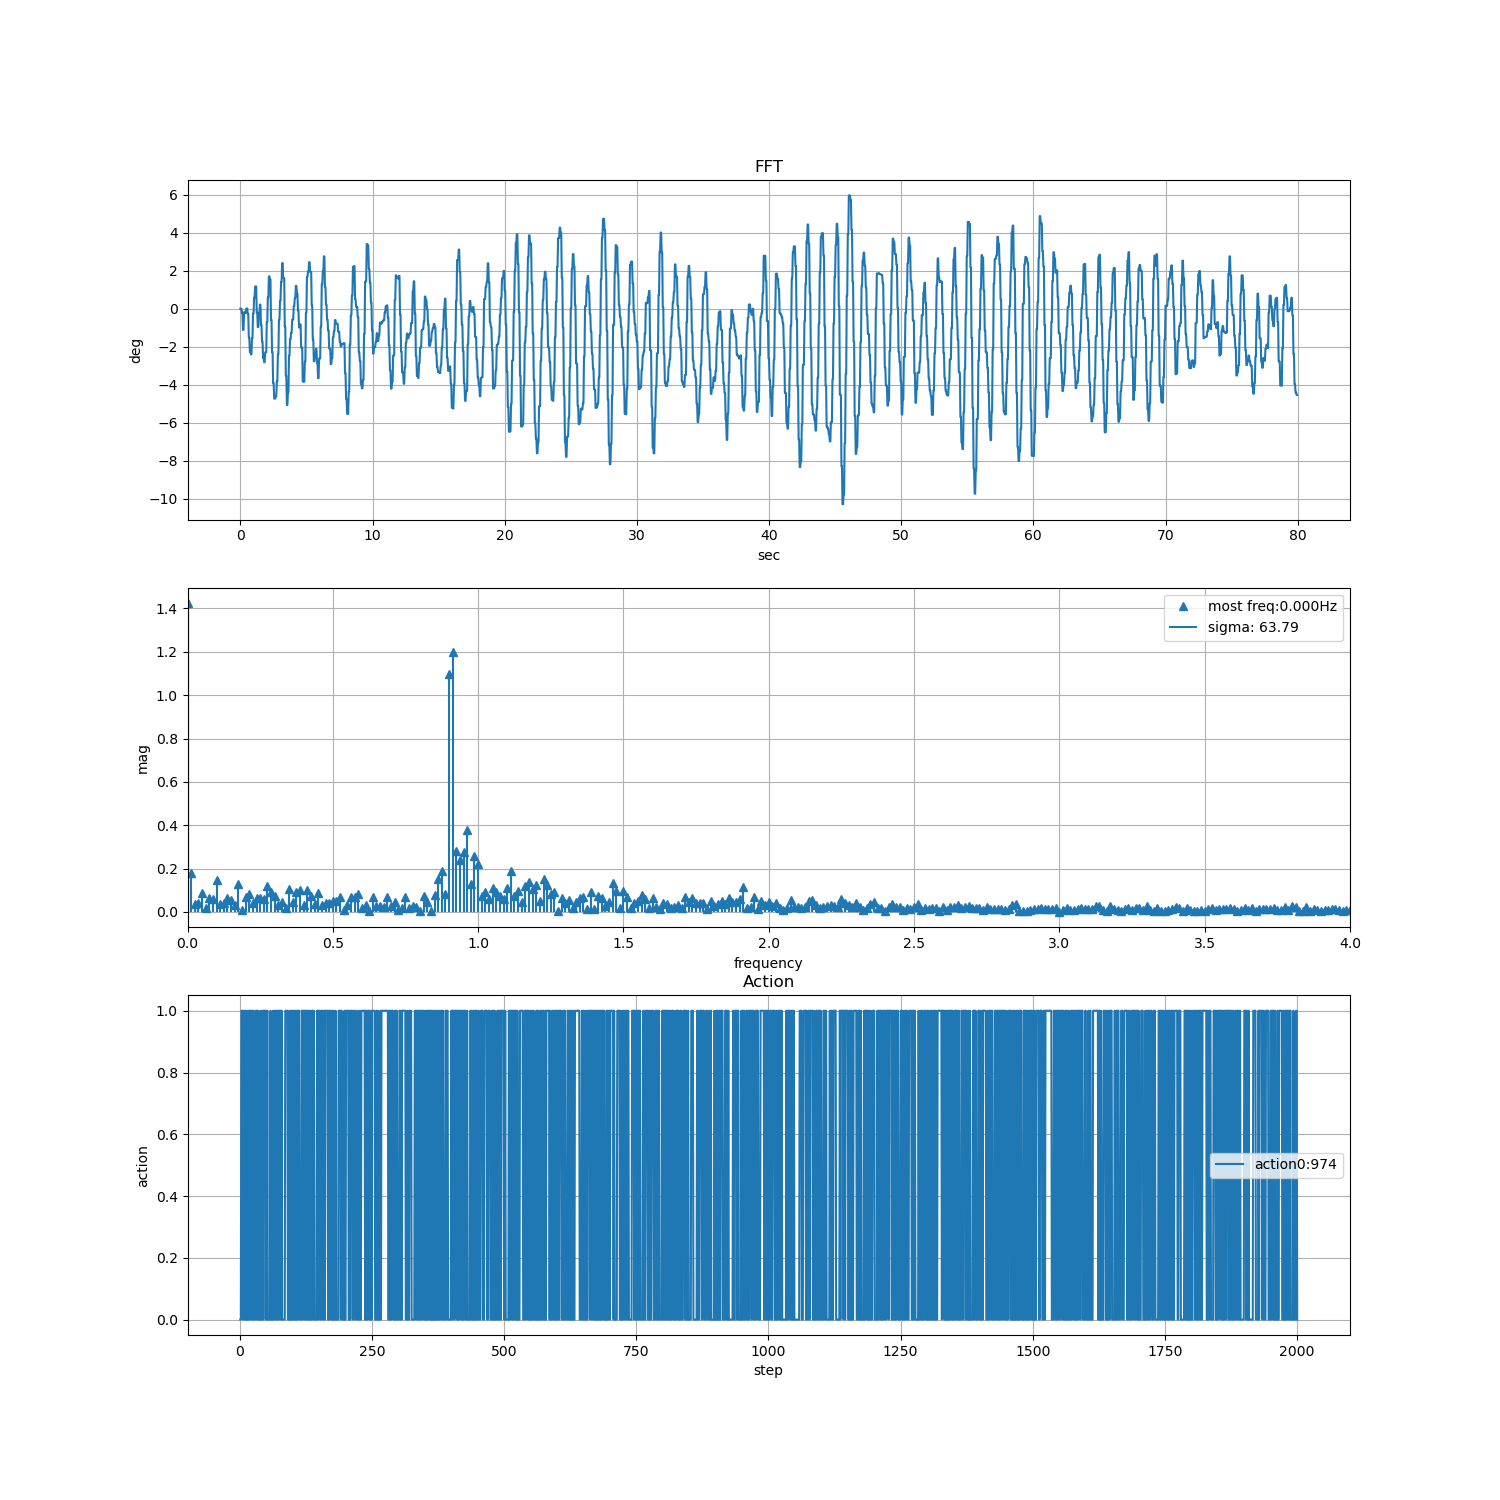 FFT
6
4
2
0
−2
−4
−6
−8
−10
deg
0 10 20 30 40 50 60 70 80
sec
1.4
1.2
1.0
0.8
0.6
0.4
0.2
0.0
mag
most freq:0.000Hz
sigma: 63.79
0.0 0.5 1.0 1.5 2.0 2.5 3.0 3.5 4.0
frequency
Action
1.0
0.8
0.6
0.4
0.2
0.0
action
action0:974
0 250 500 750 1000 1250 1500 1750 2000
step